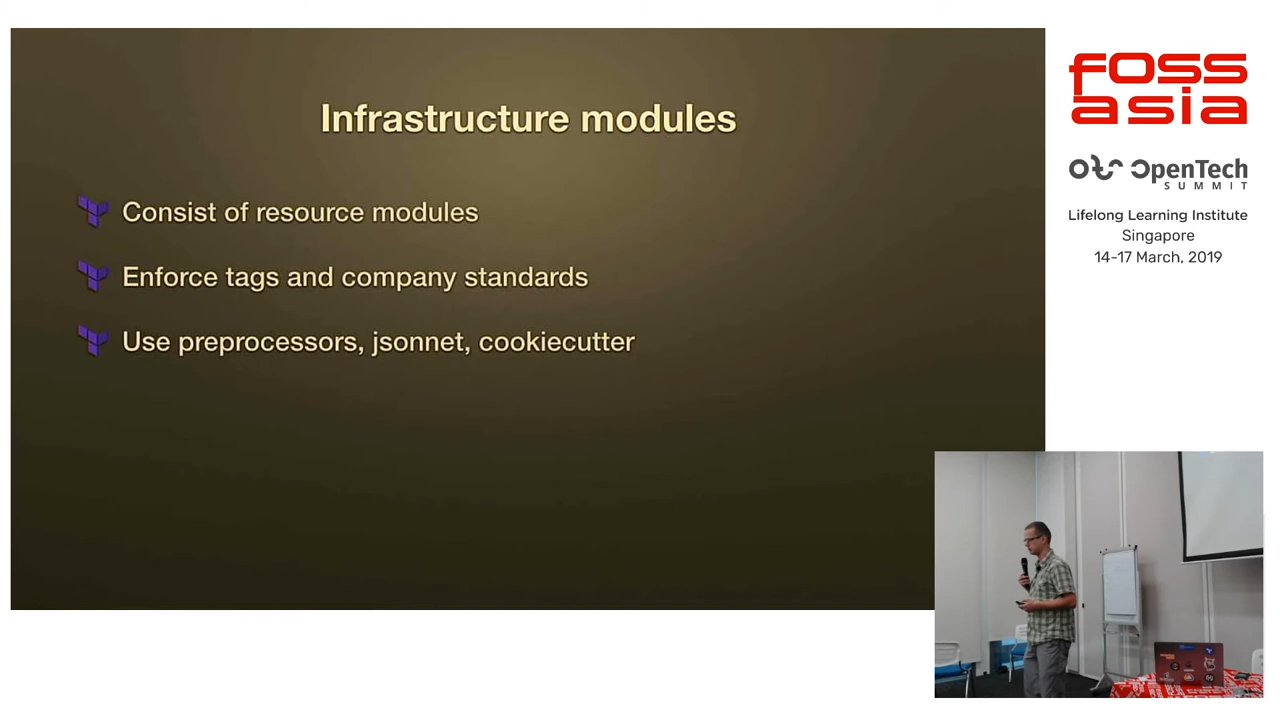 Infrastructure modules
Consist of resource modules
Enforce tags and company standards
Use preprocessors, jsonnet, cookiecutter
fOSS
asia
OpenTech
SUMMIT
Lifelong Learning Institute
Singapore
14-17 March, 2019